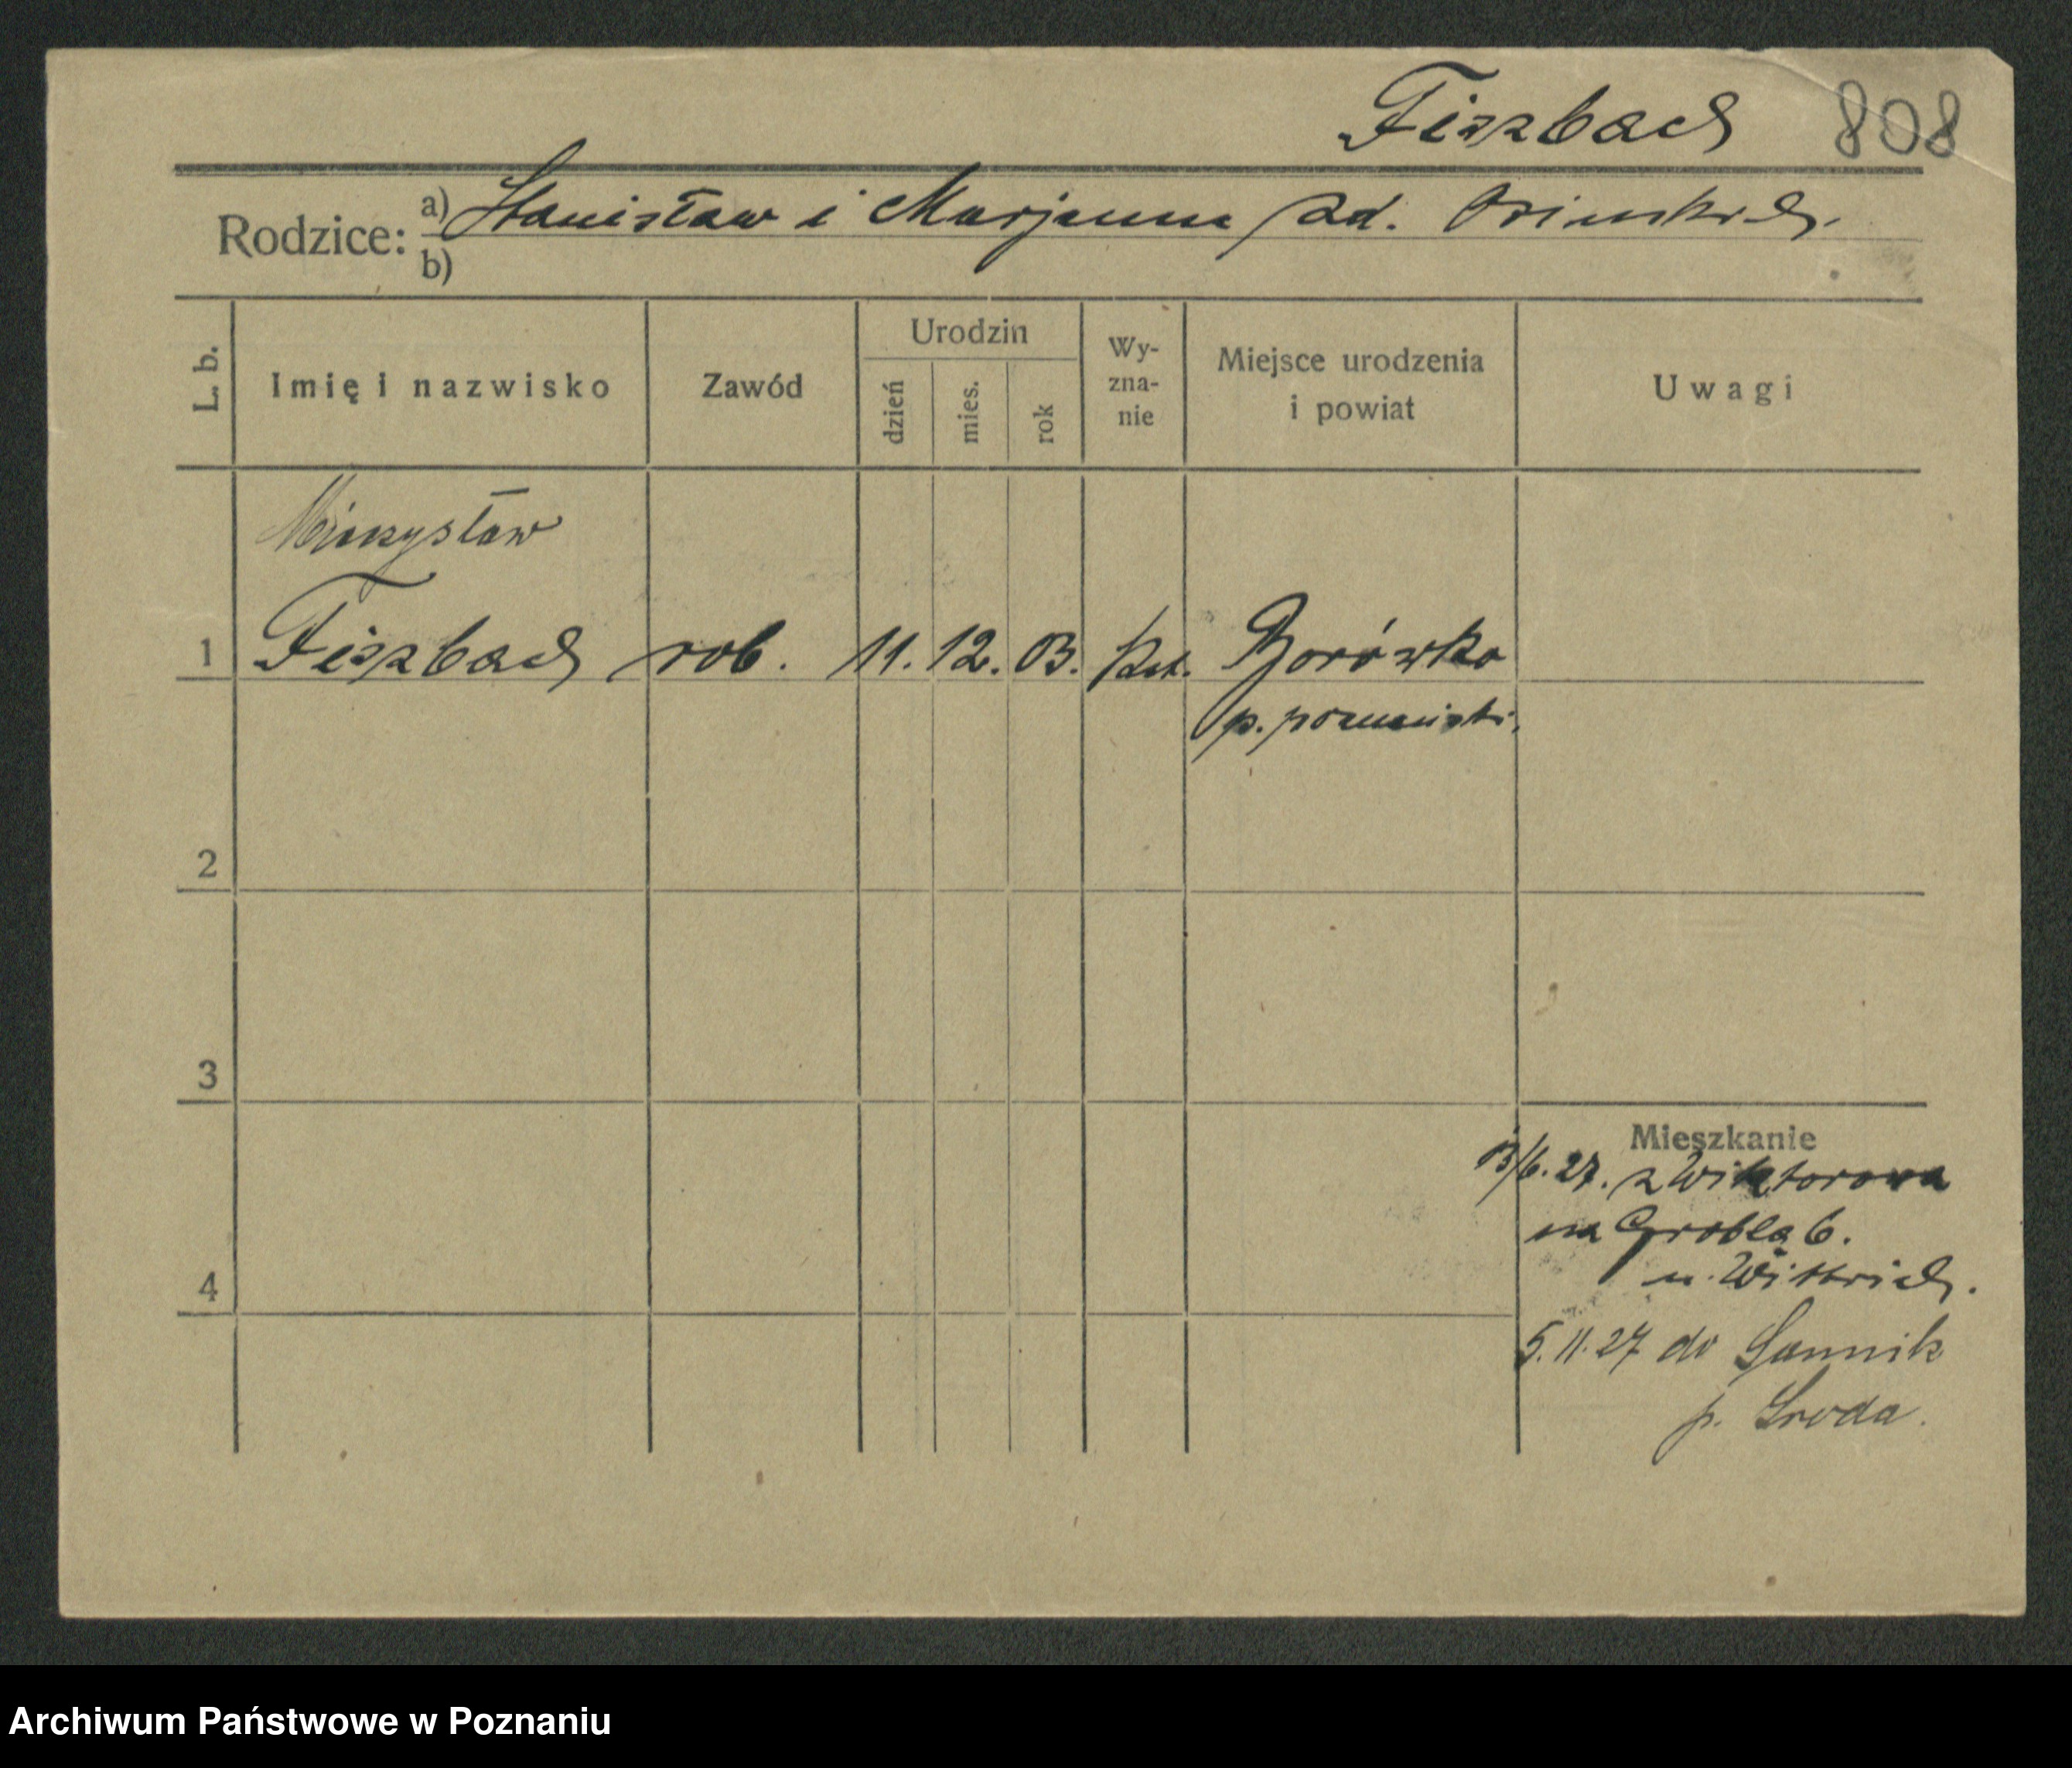 Fiszbach 808
Rodzice: a) Stanisław i Marjanna zd.
b)
L. b. Imię i nazwisko Zawód Urodzin dzień mies. rok Wy-zna-nie Miejsce urodzenia i powiat Uwagi
Mieczysław
1 Fiszbach rob. 11. 12. 03. kat. Borówko
p. poznański
2
3
Mieszkanie
13/6. 27. z Wiktorowa
na Grobla 6.
u. Wittrich.
4
5. 11. 27 do Sannik
p. Środa.
Archiwum Państwowe w Poznaniu